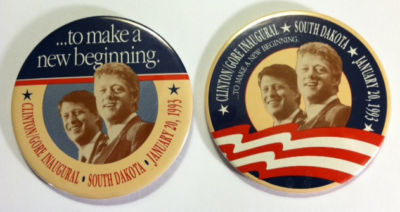 ...to make a
new beginning.
★ CLINTON/GORE INAUGURAL • SOUTH DAKOTA • JANUARY 20, 1993 ★
★ CLINTON/GORE INAUGURAL ★ SOUTH DAKOTA ★ JANUARY 20, 1993 ★
...TO MAKE A NEW BEGINNING.